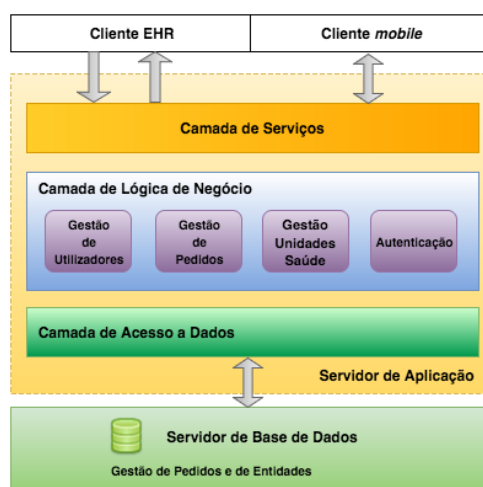 Cliente EHR
Cliente mobile
Camada de Serviços
Camada de Lógica de Negócio
Gestão
de
Utilizadores
Gestão
de
Pedidos
Gestão
Unidades
Saúde
Autenticação
Camada de Acesso a Dados
Servidor de Aplicação
Servidor de Base de Dados
Gestão de Pedidos e de Entidades